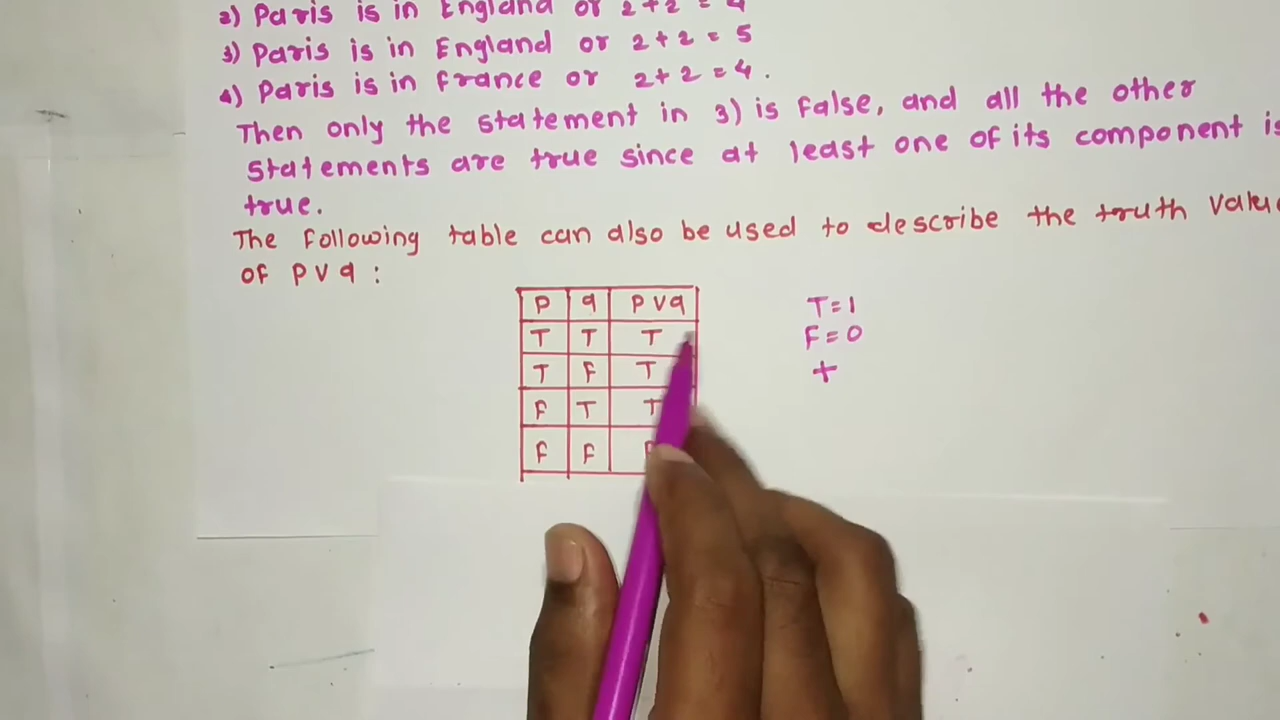 2) Paris is in England or 2+2 = 4
3) Paris is in England or 2+2 = 5
4) Paris is in france or 2+2 = 4.
Then only the statement in 3) is false, and all the other
statements are true since at least one of its component is
true.
The following table can also be used to describe the truth value
of p v q :
p q p v q
T T T
T F T
F T T
F F F
T=1
F=0
+